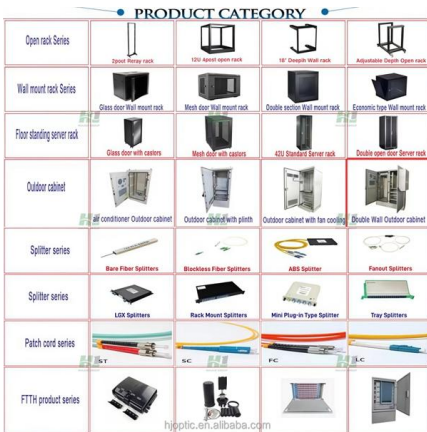 PRODUCT CATEGORY
Open rack Series
2post Reray rack
12U 4post open rack
18" Deepih Wall rack
Adjustable Depth Open rack
Wall mount rack Series
Glass door Wall mount rack
Mesh door Wall mount rack
Double section Wall mount rack
Economic type Wall mount rack
Floor standing server rack
Glass door with castors
Mesh door with castors
42U Standard Server rack
Double open door Server rack
Outdoor cabinet
air conditioner Outdoor cabinet
Outdoor cabinet with plinth
Outdoor cabinet with fan cooling
Double Wall Outdoor cabinet
Splitter series
Bare Fiber Splitters
Blockless Fiber Splitters
ABS Splitter
Fanout Splitters
Splitter series
LGX Splitters
Rack Mount Splitters
Mini Plug-in Type Splitter
Tray Splitters
Patch cord series
ST
SC
FC
LC
FTTH product series
hjoptic.en.alibaba.com